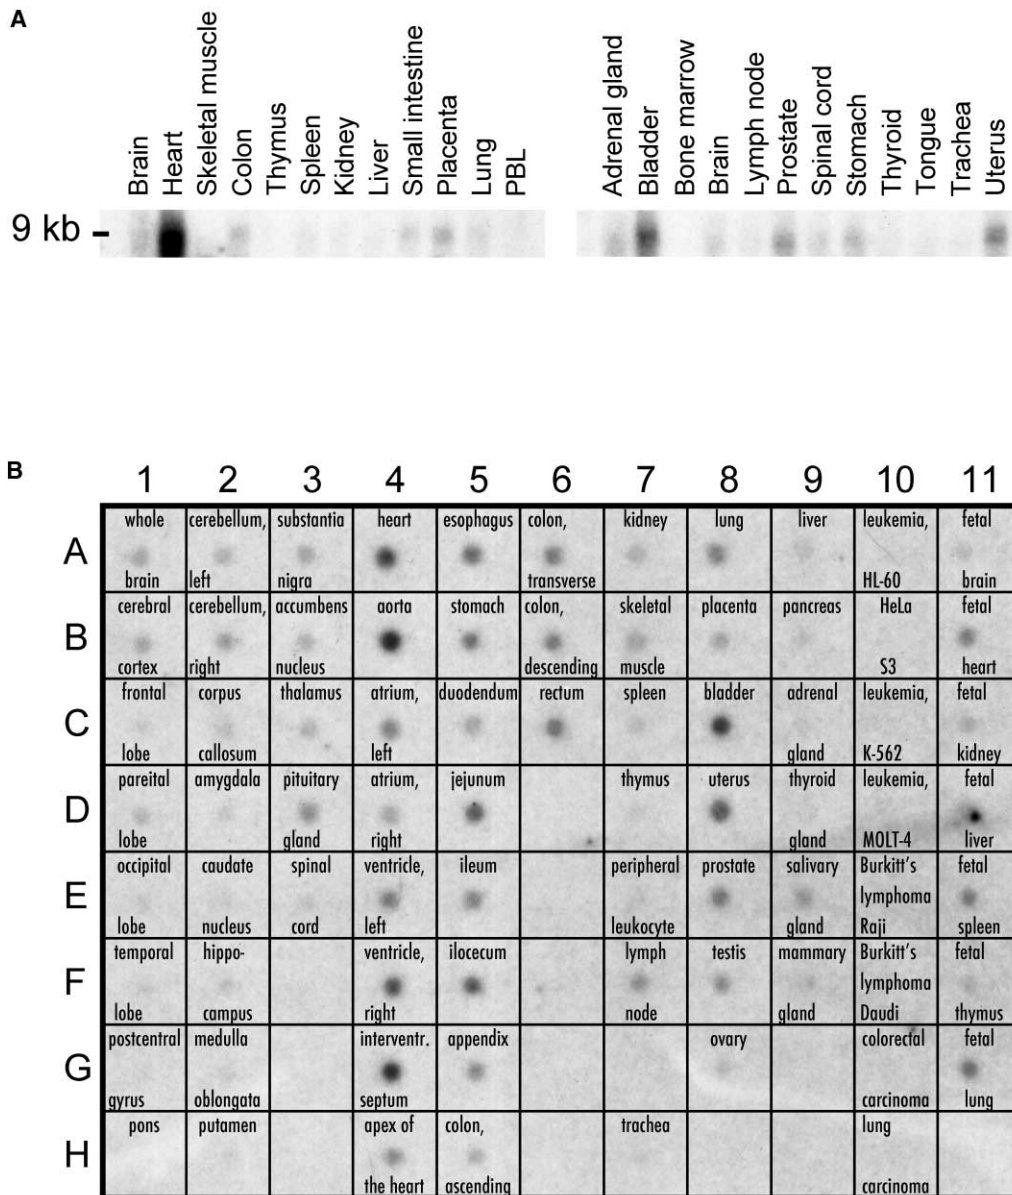 A
Brain
Heart
Skeletal muscle
Colon
Thymus
Spleen
Kidney
Liver
Small intestine
Placenta
Lung
PBL
Adrenal gland
Bladder
Bone marrow
Brain
Lymph node
Prostate
Spinal cord
Stomach
Thyroid
Tongue
Trachea
Uterus
9 kb
B
1 2 3 4 5 6 7 8 9 10 11
A
whole cerebellum, substantia heart esophagus colon, kidney lung liver leukemia, fetal
brain left nigra transverse HL-60 brain
B
cerebral cerebellum, accumbens aorta stomach colon, skeletal placenta pancreas HeLa fetal
cortex right nucleus descending muscle S3 heart
C
frontal corpus thalamus atrium, duodendum rectum spleen bladder adrenal leukemia, fetal
lobe callosum left gland K-562 kidney
D
pareital amygdala pituitary atrium, jejunum thymus uterus thyroid leukemia, fetal
lobe gland right gland MOLT-4 liver
E
occipital caudate spinal ventricle, ileum peripheral prostate salivary Burkitt's fetal
lymphoma
lobe nucleus cord left leukocyte gland Raji spleen
F
temporal hippo- ventricle, ilocecum lymph testis mammary Burkitt's fetal
lymphoma
lobe campus right node gland Daudi thymus
G
postcentral medulla interventr. appendix ovary colorectal fetal
gyrus oblongata septum carcinoma lung
H
pons putamen apex of colon, trachea lung
the heart ascending carcinoma